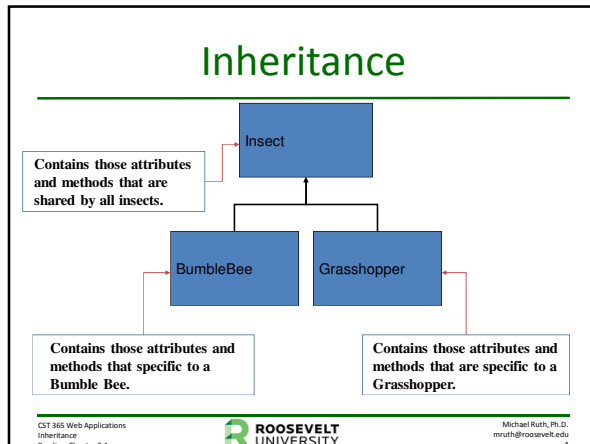 Inheritance
Insect
Contains those attributes
and methods that are
shared by all insects.
BumbleBee
Grasshopper
Contains those attributes and
methods that specific to a
Bumble Bee.
Contains those attributes and
methods that are specific to a
Grasshopper.
CST 365 Web Applications
Inheritance
ROOSEVELT
UNIVERSITY
Michael Ruth, Ph.D.
mruth@roosevelt.edu